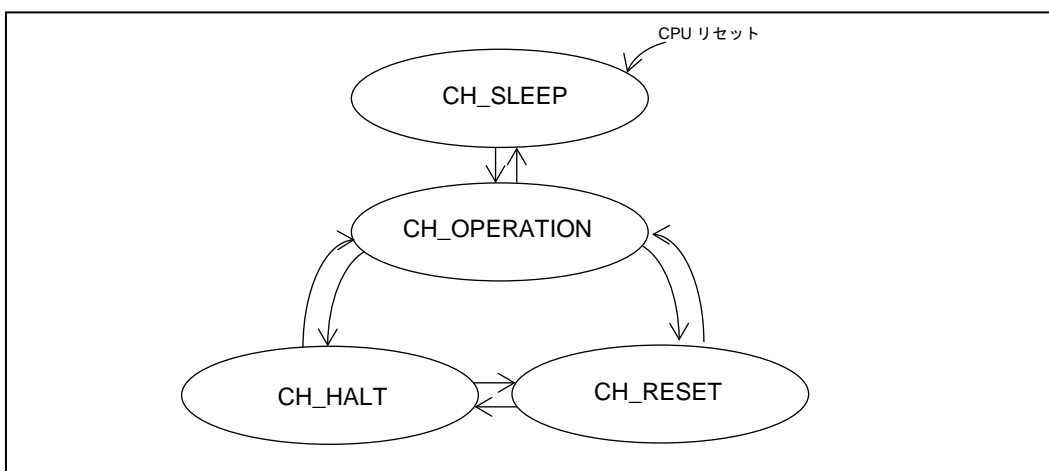 CPU リセット
CH_SLEEP
CH_OPERATION
CH_HALT
CH_RESET